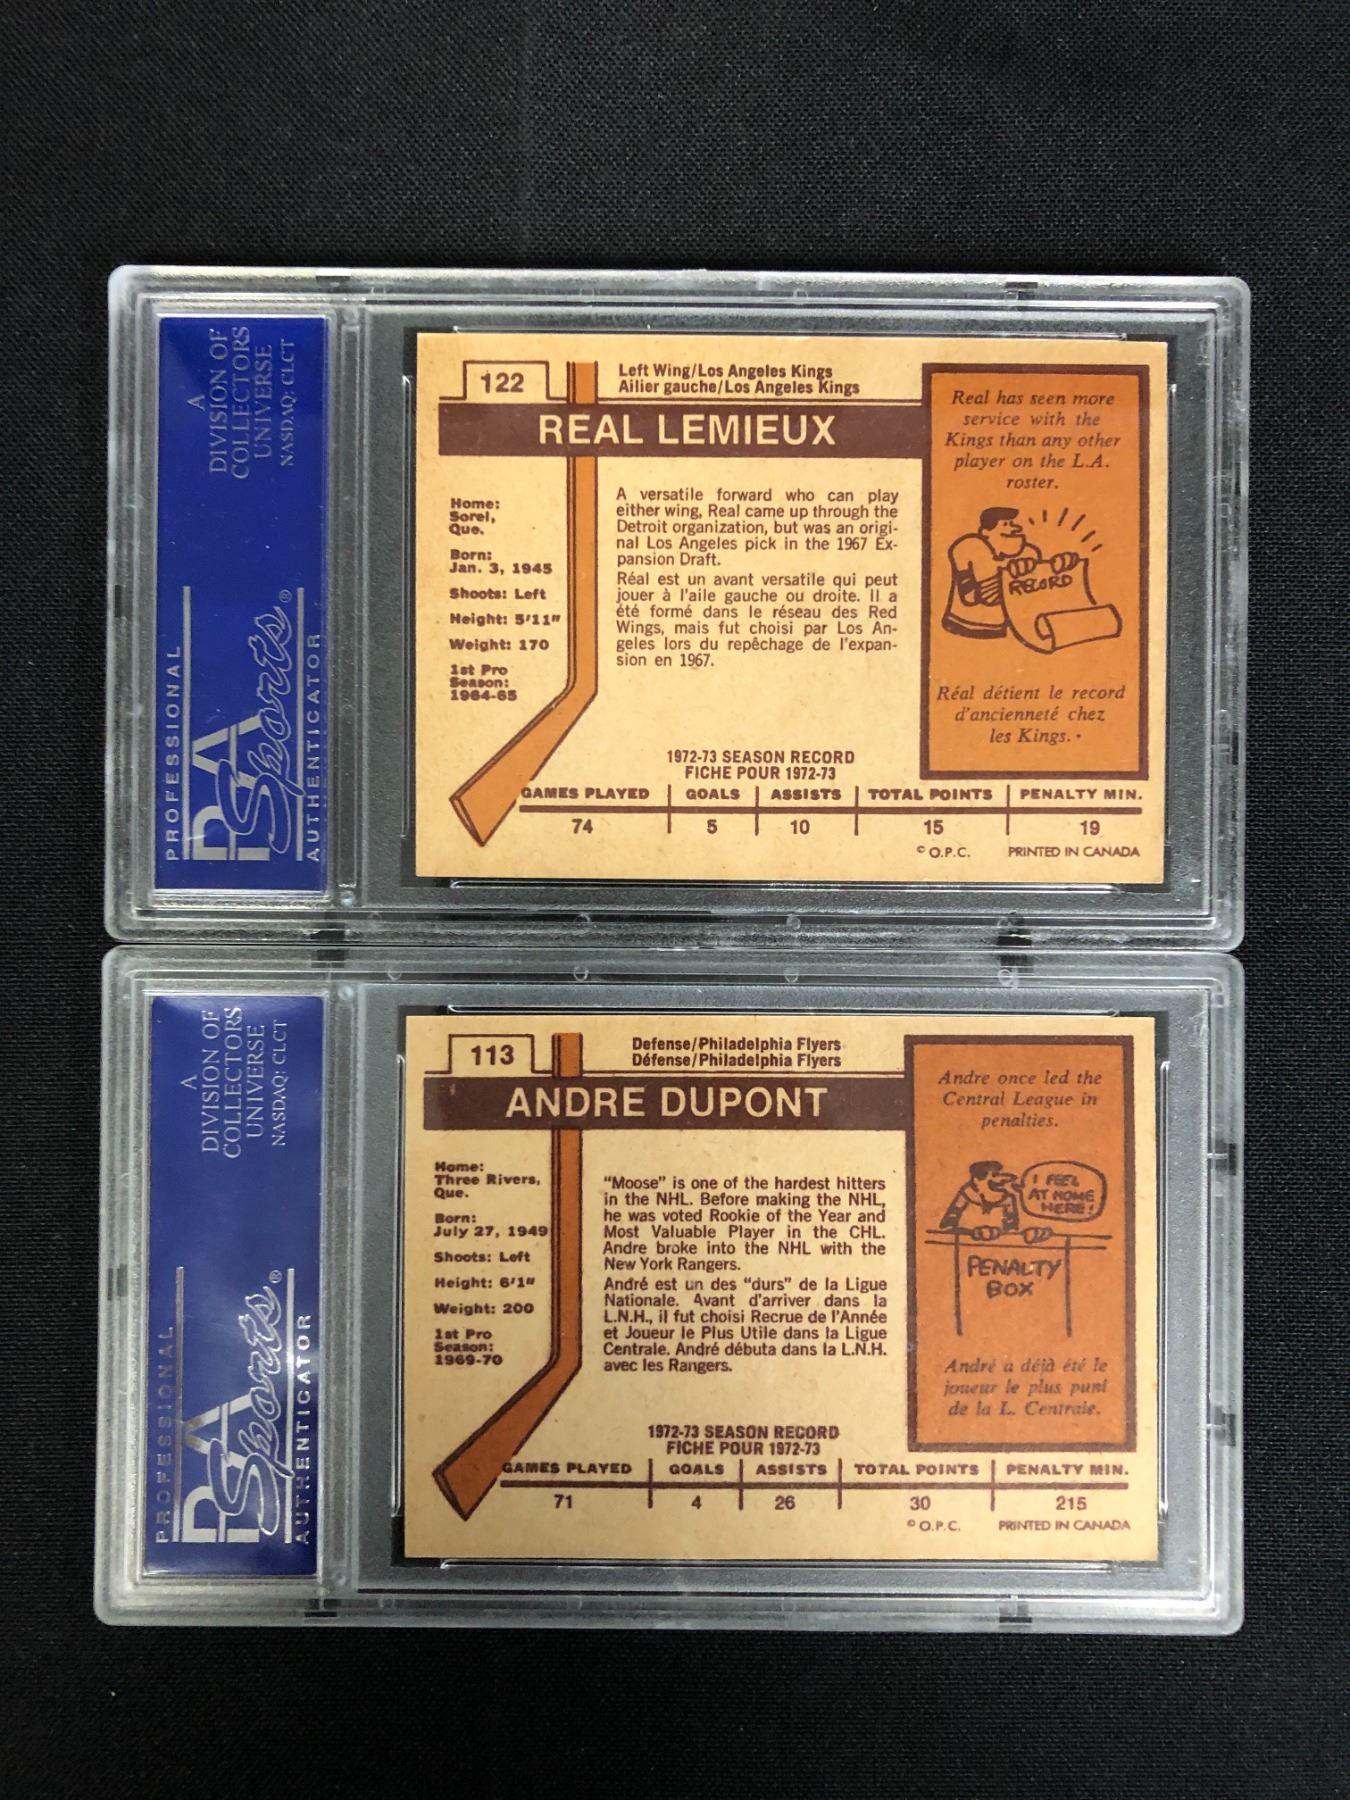 A
DIVISION OF
COLLECTORS
UNIVERSE
NASDAQ: CLCT
PROFESSIONAL
PSA
Sports®
AUTHENTICATOR
122
Left Wing/Los Angeles Kings
Ailier gauche/Los Angeles Kings
REAL LEMIEUX
Home:
Sorel,
Que.
Born:
Jan. 3, 1945
Shoots: Left
Height: 5'11"
Weight: 170
1st Pro
Season:
1964-65
A versatile forward who can play
either wing, Real came up through the
Detroit organization, but was an origi-
nal Los Angeles pick in the 1967 Ex-
pansion Draft.
Réal est un avant versatile qui peut
jouer à l'aile gauche ou droite. Il a
été formé dans le réseau des Red
Wings, mais fut choisi par Los An-
geles lors du repêchage de l'expan-
sion en 1967.
Real has seen more
service with the
Kings than any other
player on the L.A.
roster.
RECORD
Réal détient le record
d'ancienneté chez
les Kings.
1972-73 SEASON RECORD
FICHE POUR 1972-73
GAMES PLAYED GOALS ASSISTS TOTAL POINTS PENALTY MIN.
74 5 10 15 19
© O.P.C. PRINTED IN CANADA
A
DIVISION OF
COLLECTORS
UNIVERSE
NASDAQ: CLCT
PROFESSIONAL
PSA
Sports®
AUTHENTICATOR
113
Defense/Philadelphia Flyers
Défense/Philadelphia Flyers
ANDRE DUPONT
Home:
Three Rivers,
Que.
Born:
July 27, 1949
Shoots: Left
Height: 6'1"
Weight: 200
1st Pro
Season:
1969-70
"Moose" is one of the hardest hitters
in the NHL. Before making the NHL,
he was voted Rookie of the Year and
Most Valuable Player in the CHL.
Andre broke into the NHL with the
New York Rangers.
André est un des "durs" de la Ligue
Nationale. Avant d'arriver dans la
L.N.H., il fut choisi Recrue de l'Année
et Joueur le Plus Utile dans la Ligue
Centrale. André débuta dans la L.N.H.
avec les Rangers.
Andre once led the
Central League in
penalties.
I FEEL
AT HOME
HERE!
PENALTY
BOX
André a déjà été le
joueur le plus puni
de la L. Centrale.
1972-73 SEASON RECORD
FICHE POUR 1972-73
GAMES PLAYED GOALS ASSISTS TOTAL POINTS PENALTY MIN.
71 4 26 30 215
© O.P.C. PRINTED IN CANADA